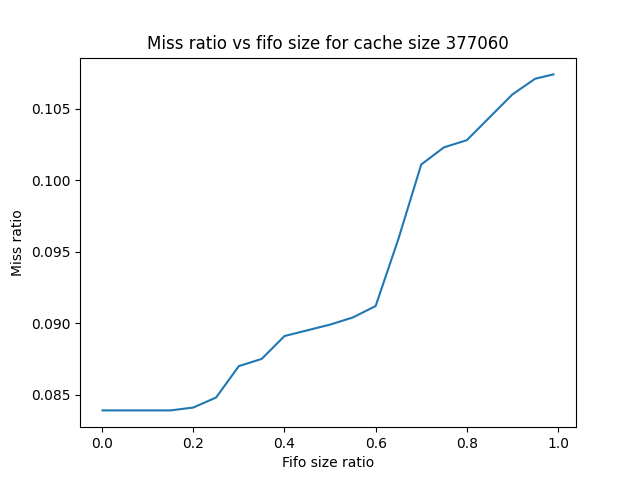 Miss ratio vs fifo size for cache size 377060
Miss ratio
0.105
0.100
0.095
0.090
0.085
0.0 0.2 0.4 0.6 0.8 1.0
Fifo size ratio